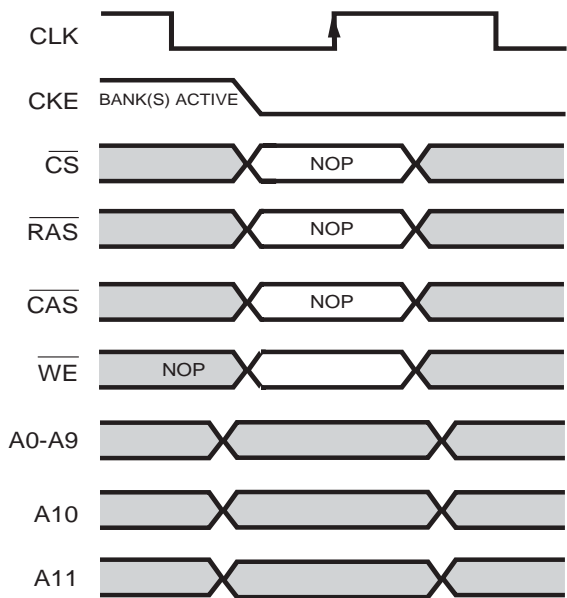 CLK
CKE BANK(S) ACTIVE
CS NOP
RAS NOP
CAS NOP
WE NOP
A0-A9
A10
A11